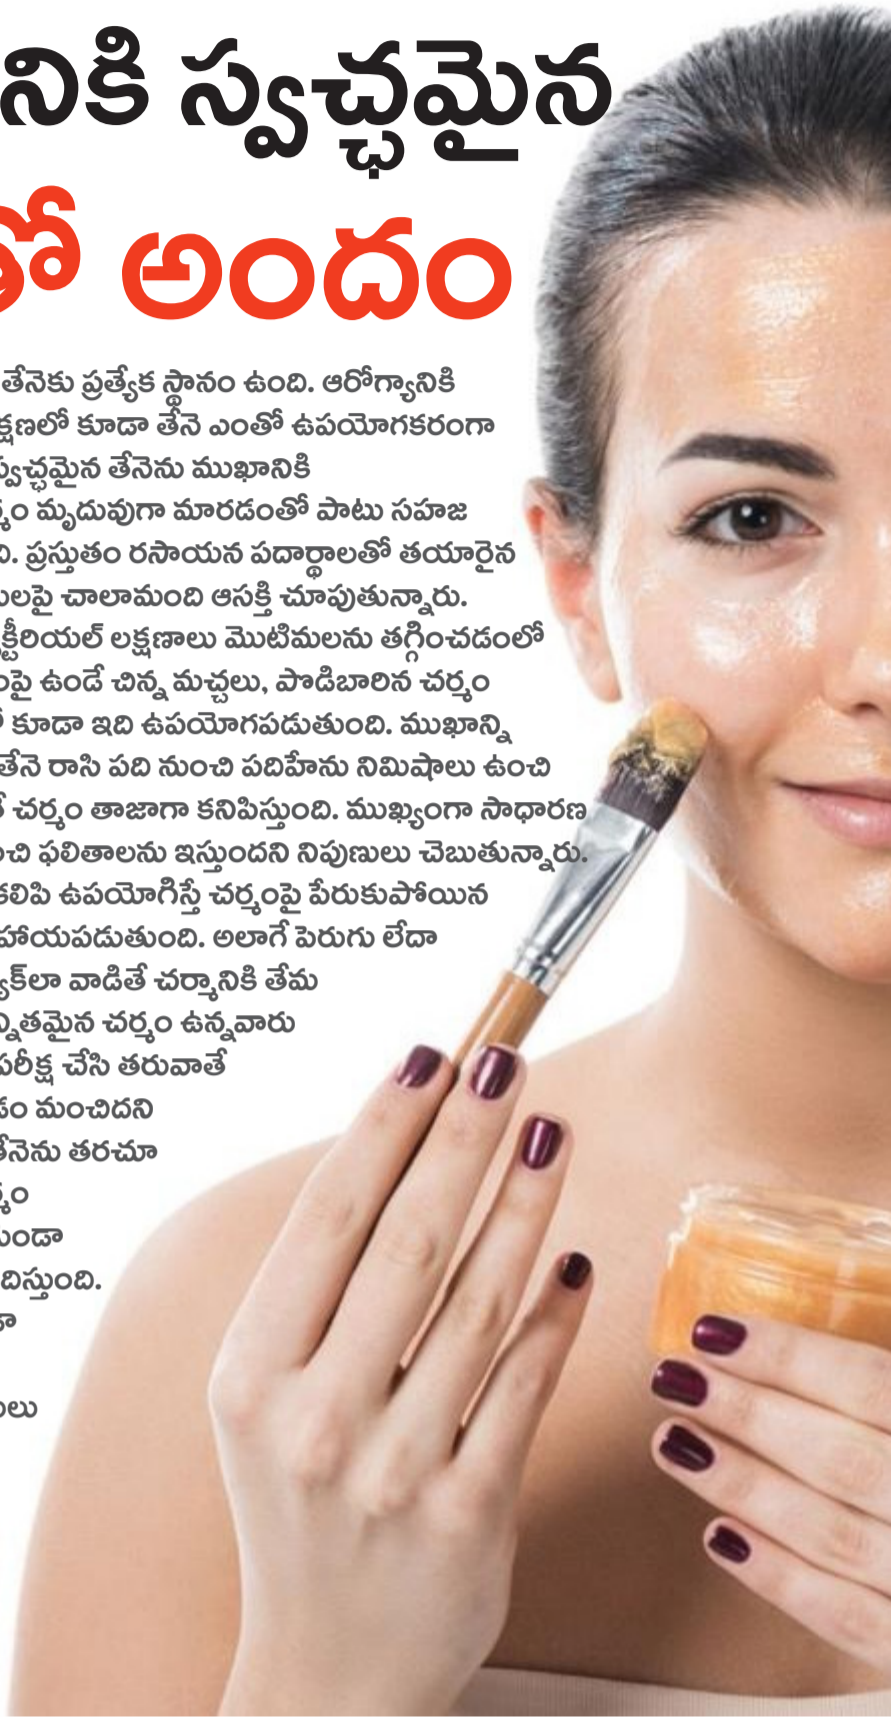 నికి స్వచ్ఛమైన
తో అందం
తేనెకు ప్రత్యేక స్థానం ఉంది. ఆరోగ్యానికి
క్షణలో కూడా తేనె ఎంతో ఉపయోగకరంగా
స్వచ్ఛమైన తేనెను ముఖానికి
ర్మం మృదువుగా మారడంతో పాటు సహజ
ది. ప్రస్తుతం రసాయన పదార్థాలతో తయారైన
ులపై చాలామంది ఆసక్తి చూపుతున్నారు.
క్టీరియల్ లక్షణాలు మొటిమలను తగ్గించడంలో
పై ఉండే చిన్న మచ్చలు, పొడిబారిన చర్మం
కూడా ఇది ఉపయోగపడుతుంది. ముఖాన్ని
తేనె రాసి పది నుంచి పదిహేను నిమిషాలు ఉంచి
చర్మం తాజాగా కనిపిస్తుంది. ముఖ్యంగా సాధారణ
చి ఫలితాలను ఇస్తుందని నిపుణులు చెబుతున్నారు.
కలిపి ఉపయోగిస్తే చర్మంపై పేరుకుపోయిన
హాయపడుతుంది. అలాగే పెరుగు లేదా
యక్‌లా వాడితే చర్మానికి తేమ
న్నితమైన చర్మం ఉన్నవారు
పరీక్ష చేసి తరువాతే
డం మంచిదని
తేనెను తరచూ
ర్మం
కుండా
దిస్తుంది.
లు